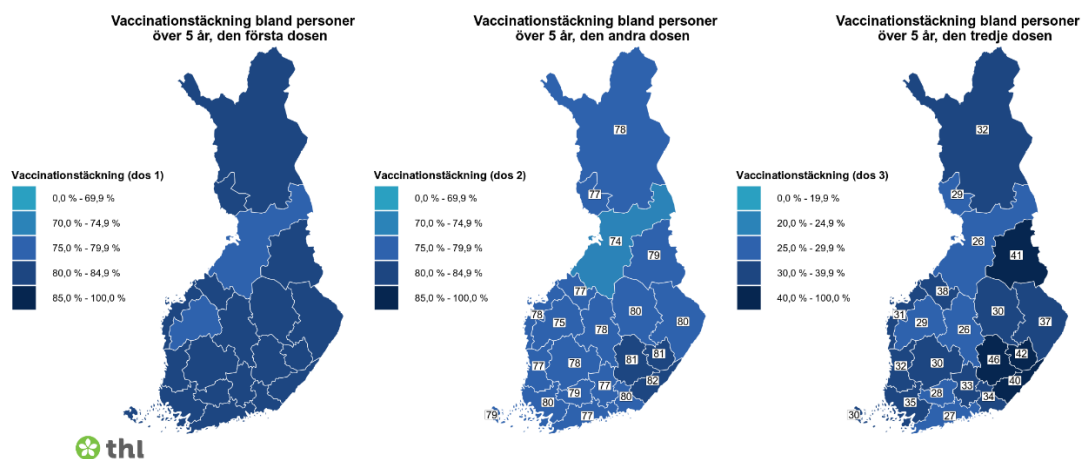 Vaccinationstäckning bland personer
över 5 år, den första dosen
Vaccinationstäckning (dos 1)
0,0 % - 69,9 %
70,0 % - 74,9 %
75,0 % - 79,9 %
80,0 % - 84,9 %
85,0 % - 100,0 %
thl
Vaccinationstäckning bland personer
över 5 år, den andra dosen
Vaccinationstäckning (dos 2)
0,0 % - 69,9 %
70,0 % - 74,9 %
75,0 % - 79,9 %
80,0 % - 84,9 %
85,0 % - 100,0 %
78
77
74
79
77
78
75
78
80
80
77
78
81
81
82
79
77
80
80
77
79
Vaccinationstäckning bland personer
över 5 år, den tredje dosen
Vaccinationstäckning (dos 3)
0,0 % - 19,9 %
20,0 % - 24,9 %
25,0 % - 29,9 %
30,0 % - 39,9 %
40,0 % - 100,0 %
32
29
26
41
38
31
29
26
30
37
32
30
46
42
40
28
33
34
35
27
30